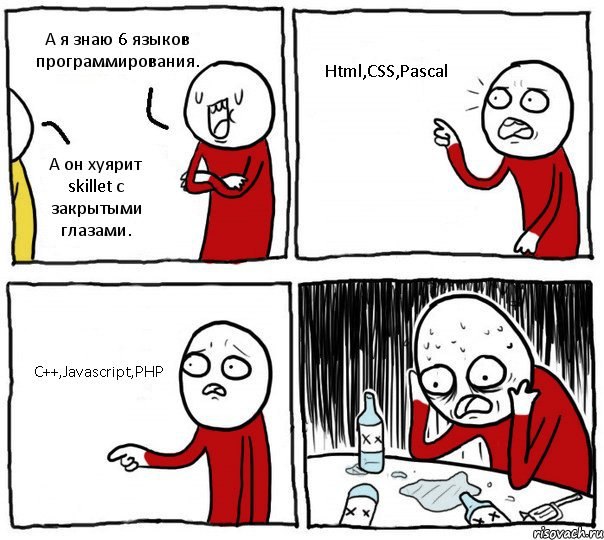 А я знаю 6 языков
программирования.
А он хуярит
skillet с
закрытыми
глазами.
Html,CSS,Pascal
C++,Javascript,PHP
x x
x x
x x
risovach.ru